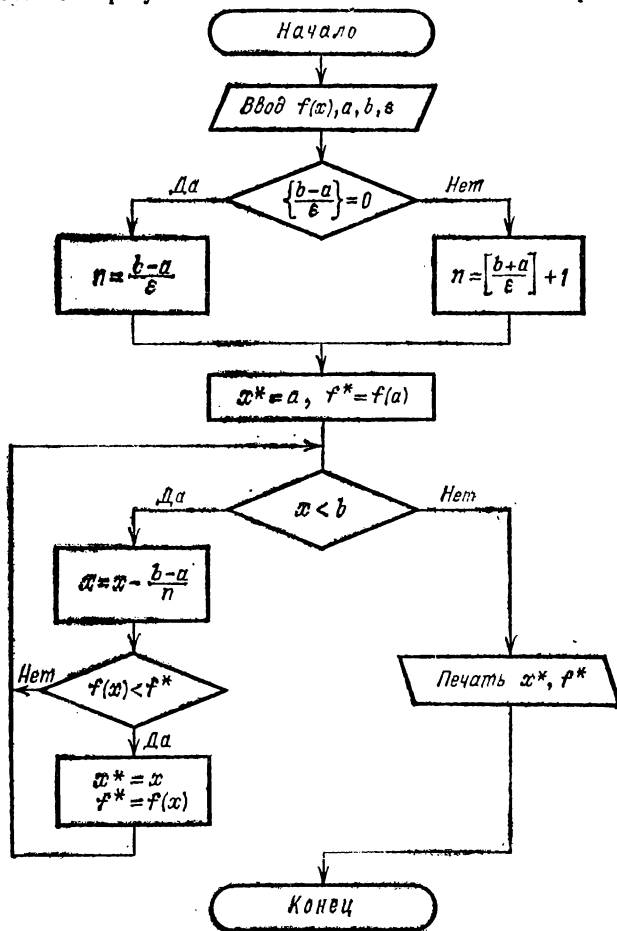 Начало
Ввод f(x), a, b, ε
Да
{b-a/ε}=0
Нет
n = b-a/ε
n = [b+a/ε] + 1
x* = a, f* = f(a)
Да
x < b
Нет
x = x - b-a/n
Нет
f(x) < f*
Печать x*, f*
Да
x* = x
f* = f(x)
Конец